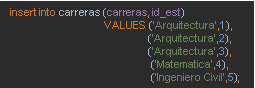 insert into carreras (carreras,id_est)
VALUES ('Arquitectura',1),
('Arquitectura',2),
('Arquitectura',3),
('Matematica',4),
('Ingeniero Civil',5);